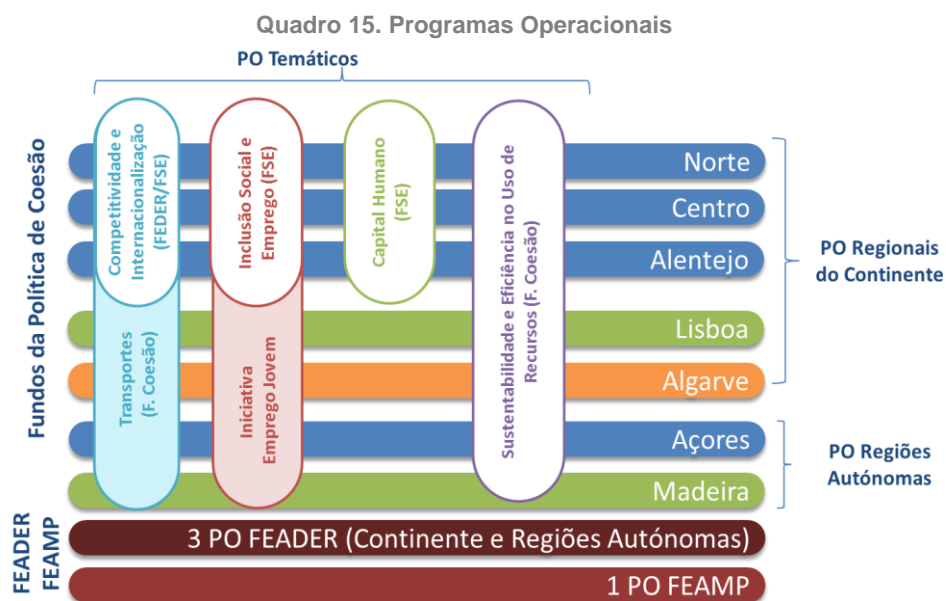 Quadro 15. Programas Operacionais
PO Temáticos
Fundos da Política de Coesão
Competitividade e
Internacionalização
(FEDER/FSE)
Transportes
(F. Coesão)
Inclusão Social e
Emprego (FSE)
Iniciativa
Emprego Jovem
Capital Humano
(FSE)
Sustentabilidade e Eficiência no Uso de
Recursos (F. Coesão)
Norte
Centro
Alentejo
Lisboa
Algarve
Açores
Madeira
PO Regionais
do Continente
PO Regiões
Autónomas
FEADER
FEAMP
3 PO FEADER (Continente e Regiões Autónomas)
1 PO FEAMP